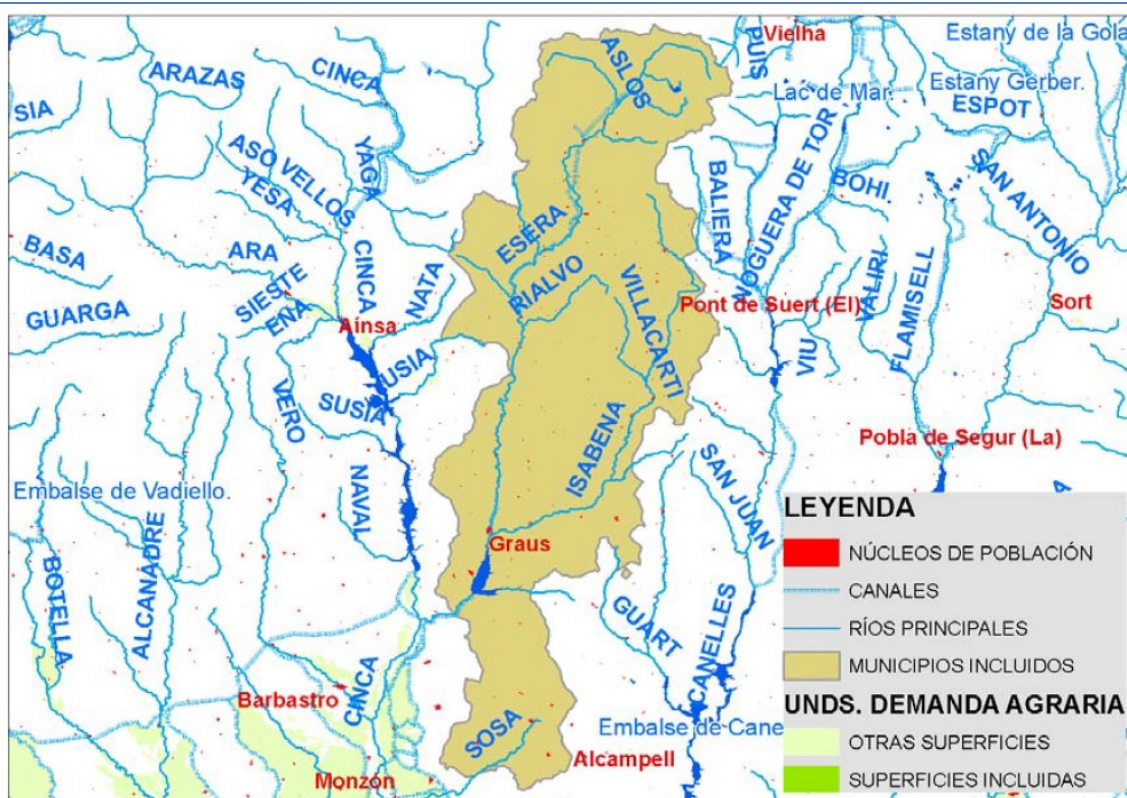 Vielha
PUIS
Estany de la Gola
ASLOS
CINCA
ARAZAS
Lac de Mar.
Estany Gerber.
ESPOT
SIA
ASO VELLOS
YAGA
YESA
NOGUERA DE TOR
BOHI
SAN ANTONIO
BALIERA
BASA
ARA
CINCA
ESERA
NATA
RIALVO
VILLACARTI
VALIRI
FLAMISELL
GUARGA
SIESTE
ENA
Aínsa
Pont de Suert (El)
Sort
USIA
VIU
SUSIA
VERO
Pobla de Segur (La)
ISABENA
SAN JUAN
NAVAL
Embalse de Vadiello.
Graus
BOTELLA
ALCANADRE
GUART
CANELLES
Barbastro
CINCA
SOSA
Embalse de Cane
Alcampell
Monzón
LEYENDA
NÚCLEOS DE POBLACIÓN
CANALES
RÍOS PRINCIPALES
MUNICIPIOS INCLUIDOS
UNDS. DEMANDA AGRARIA
OTRAS SUPERFICIES
SUPERFICIES INCLUIDAS